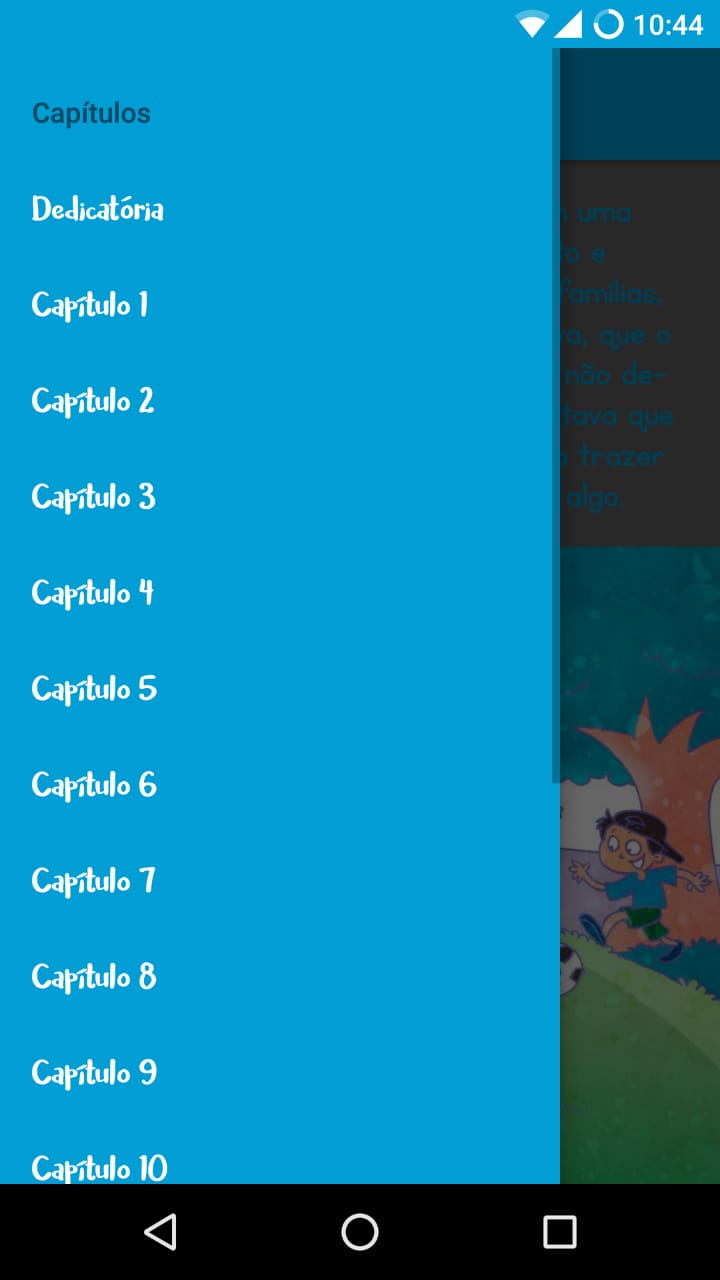 10:44
Capítulos
Dedicatória
Capítulo 1
Capítulo 2
Capítulo 3
Capítulo 4
Capítulo 5
Capítulo 6
Capítulo 7
Capítulo 8
Capítulo 9
Capítulo 10
uma
e
famílias,
que o
não de-
que
trazer
algo.